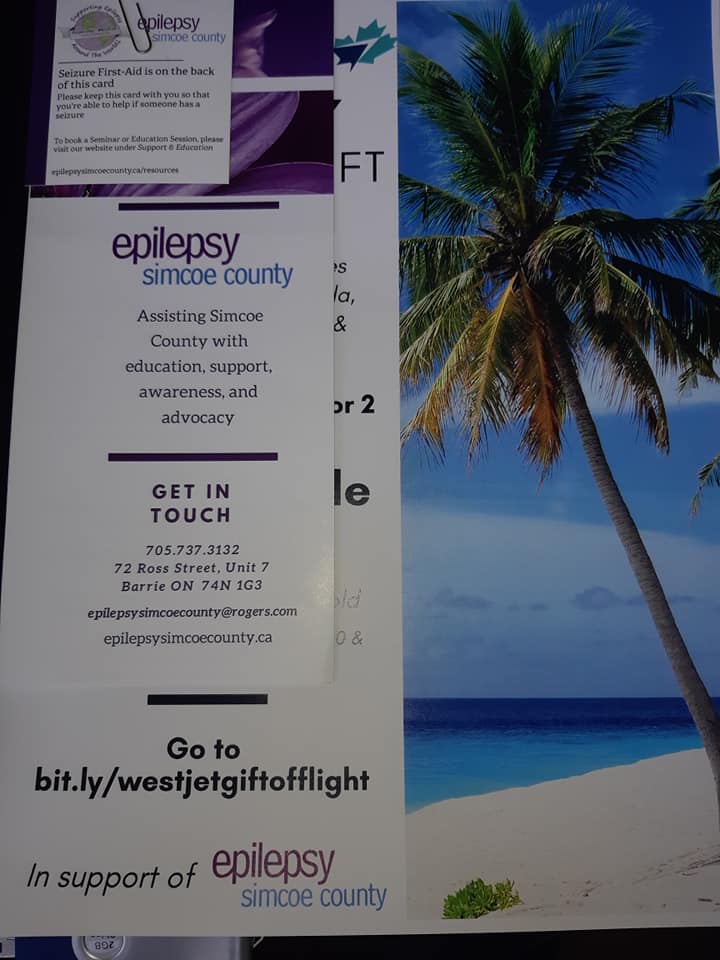 Supporting Epilepsy
Around The World
epilepsy
simcoe county
Seizure First-Aid is on the back
of this card
Please keep this card with you so that
you're able to help if someone has a
seizure
To book a Seminar or Education Session, please
visit our website under Support & Education
epilepsysimcoecounty.ca/resources
FT
epilepsy
simcoe county
Assisting Simcoe
County with
education, support,
awareness, and
advocacy
la,
&
or 2
le
GET IN
TOUCH
705.737.3132
72 Ross Street, Unit 7
Barrie ON 74N 1G3
epilepsysimcoecounty@rogers.com
epilepsysimcoecounty.ca
old
0 &
Go to
bit.ly/westjetgiftofflight
In support of epilepsy
simcoe county
2GB